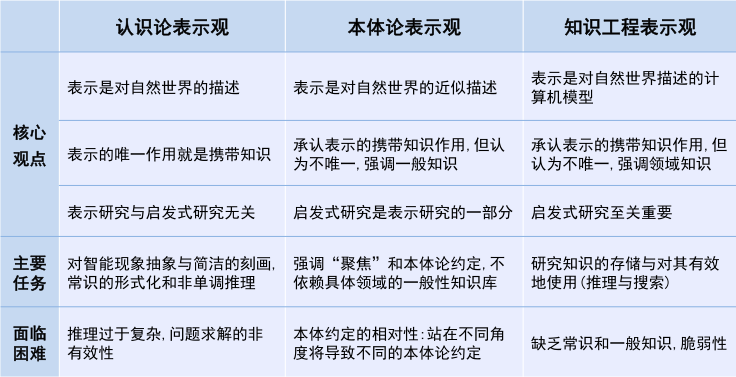 认识论表示观 本体论表示观 知识工程表示观
核心
观点
表示是对自然世界的描述
表示是对自然世界的近似描述
表示是对自然世界描述的计
算机模型
表示的唯一作用就是携带知识
承认表示的携带知识作用,但认
为不唯一,强调一般知识
承认表示的携带知识作用,但
认为不唯一,强调领域知识
表示研究与启发式研究无关
启发式研究是表示研究的一部分
启发式研究至关重要
主要
任务
对智能现象抽象与简洁的刻画,
常识的形式化和非单调推理
强调“聚焦”和本体论约定,不
依赖具体领域的一般性知识库
研究知识的存储与对其有效
地使用(推理与搜索)
面临
困难
推理过于复杂,问题求解的非
有效性
本体约定的相对性:站在不同角
度将导致不同的本体论约定
缺乏常识和一般知识,脆弱性